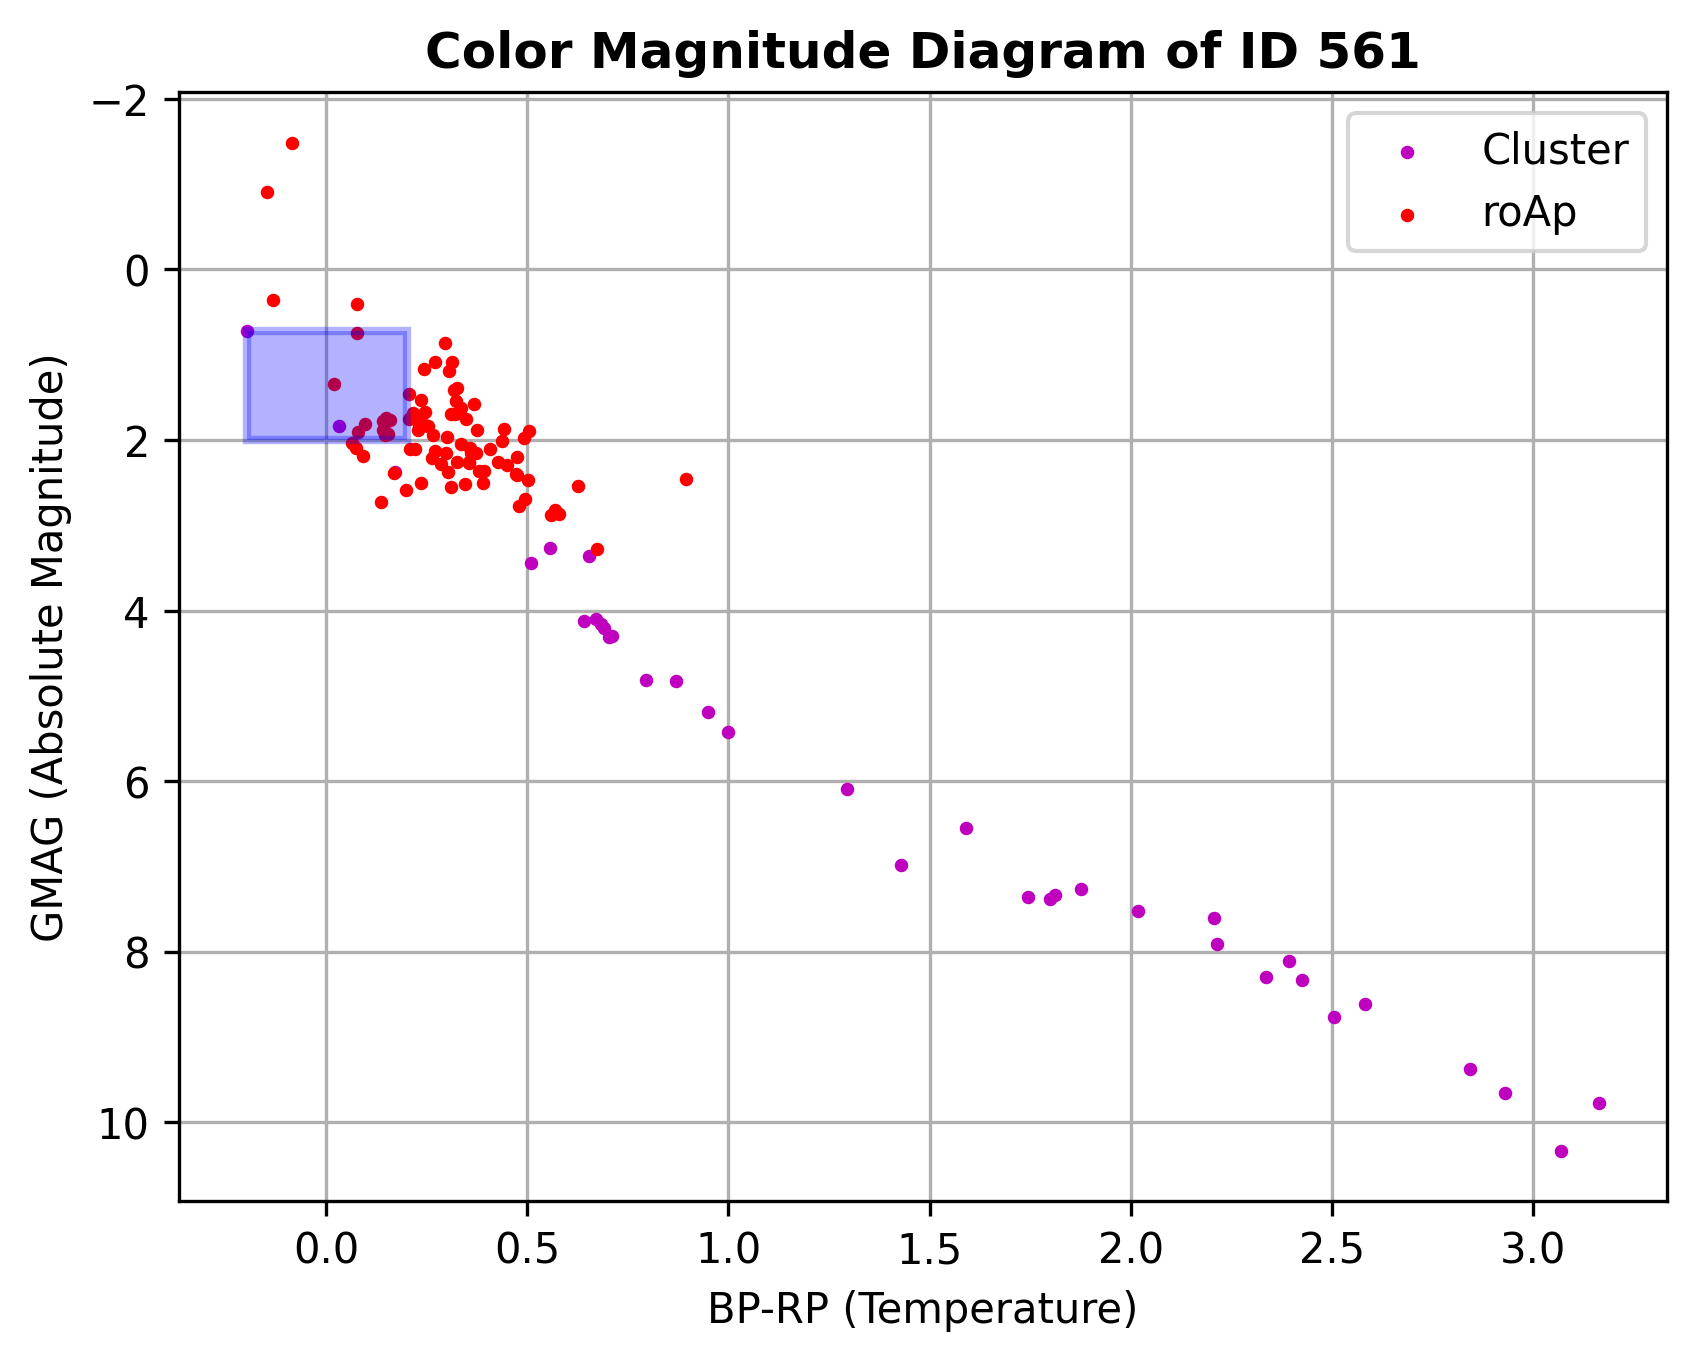 Color Magnitude Diagram of ID 561
Cluster
roAp
GMAG (Absolute Magnitude)
−2
0
2
4
6
8
10
0.0 0.5 1.0 1.5 2.0 2.5 3.0
BP-RP (Temperature)